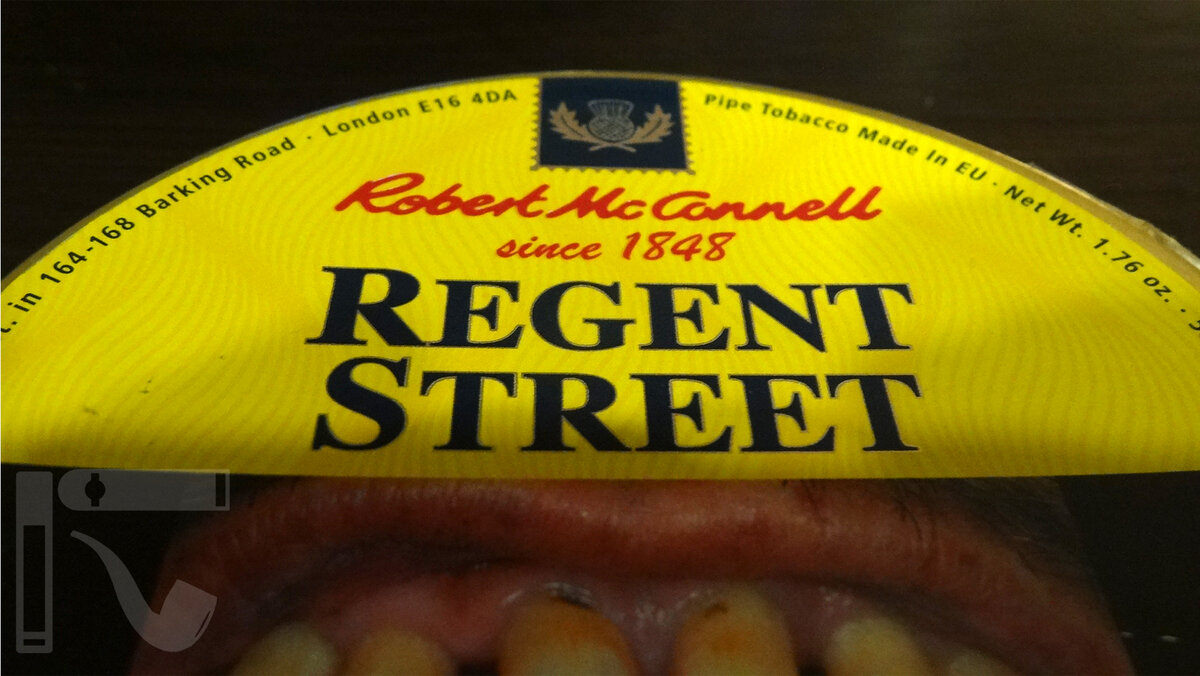 in 164-168 Barking Road · London E16 4DA
Pipe Tobacco Made In EU · Net Wt. 1.76 oz. ·
Robert McConnell
since 1848
REGENT
STREET